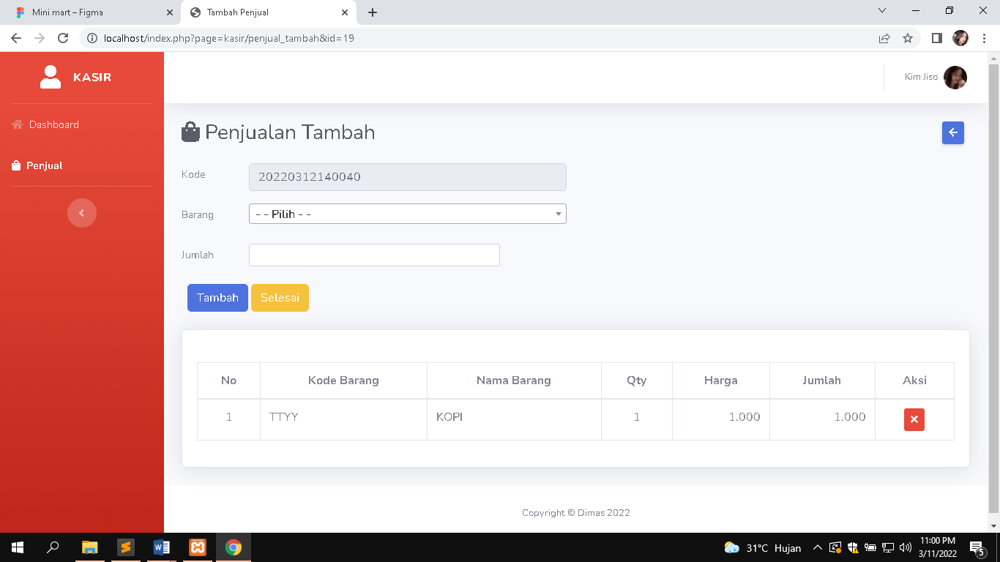 Mini mart – Figma
Tambah Penjual
localhost/index.php?page=kasir/penjual_tambah&id=19
KASIR
Kim Jiso
Dashboard
Penjual
Penjualan Tambah
Kode
20220312140040
Barang
- - Pilih - -
Jumlah
Tambah
Selesai
No Kode Barang Nama Barang Qty Harga Jumlah Aksi
1 TTYY KOPI 1 1.000 1.000
Copyright © Dimas 2022
31°C Hujan
11:00 PM
3/11/2022
5